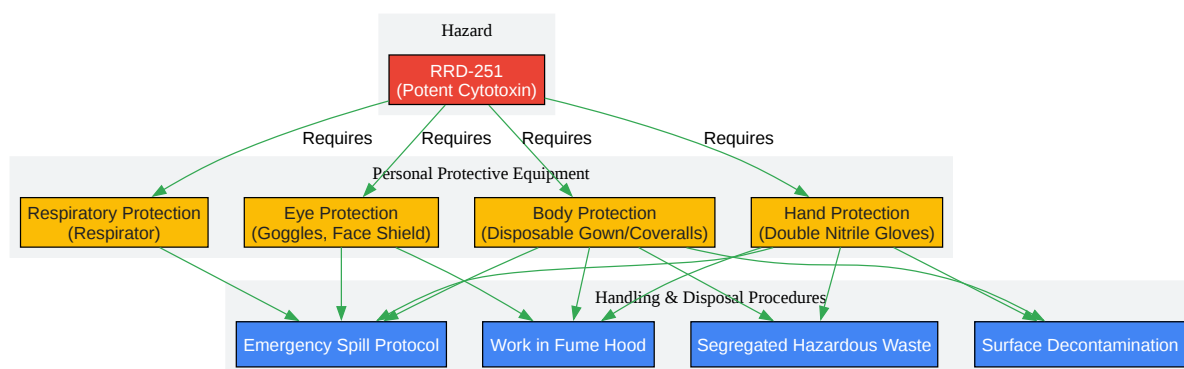 Hazard
RRD-251
(Potent Cytotoxin)
Requires
Requires
Requires
Requires
Personal Protective Equipment
Respiratory Protection
(Respirator)
Eye Protection
(Goggles, Face Shield)
Body Protection
(Disposable Gown/Coveralls)
Hand Protection
(Double Nitrile Gloves)
Handling & Disposal Procedures
Emergency Spill Protocol
Work in Fume Hood
Segregated Hazardous Waste
Surface Decontamination